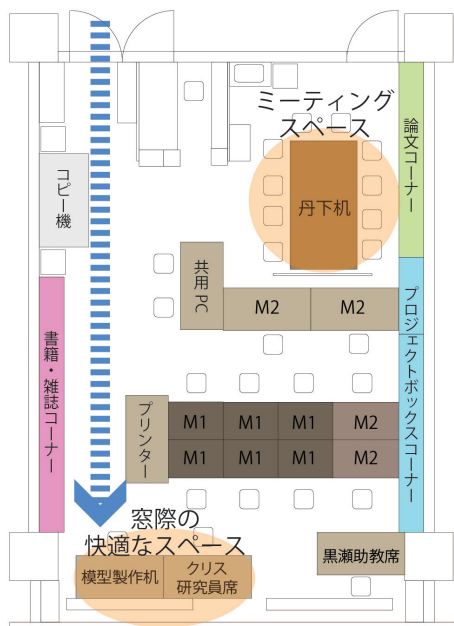 ミーティング
スペース
論文コーナー
丹下机
コピー機
共用 PC
M2
M2
プロジェクトボックスコーナー
書籍・雑誌コーナー
プリンター
M1
M1
M1
M2
M1
M1
M1
M2
窓際の
快適なスペース
模型製作机
クリス
研究員席
黒瀬助教席